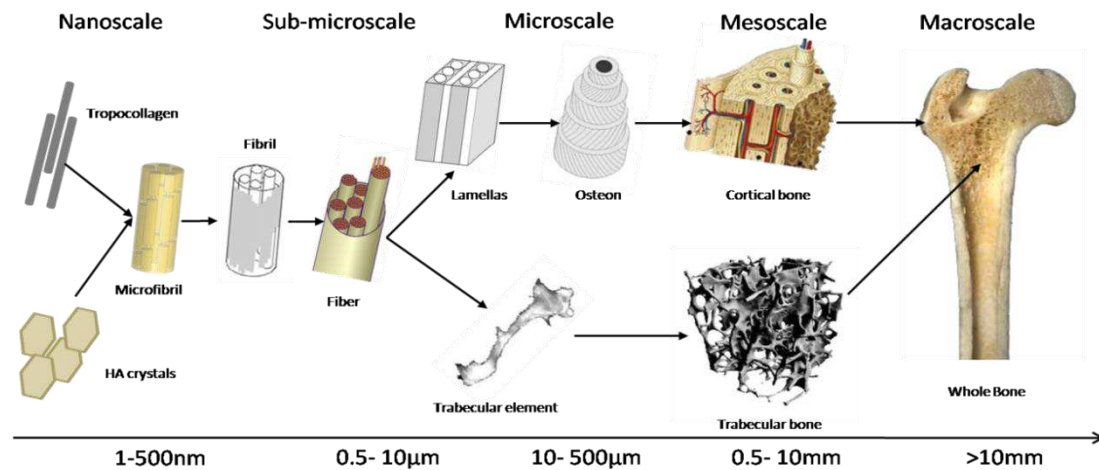 Nanoscale
Sub-microscale
Microscale
Mesoscale
Macroscale
Tropocollagen
Fibril
Lamellas
Osteon
Cortical bone
Microfibril
Fiber
HA crystals
Trabecular element
Trabecular bone
Whole Bone
1-500nm
0.5- 10µm
10- 500µm
0.5- 10mm
>10mm